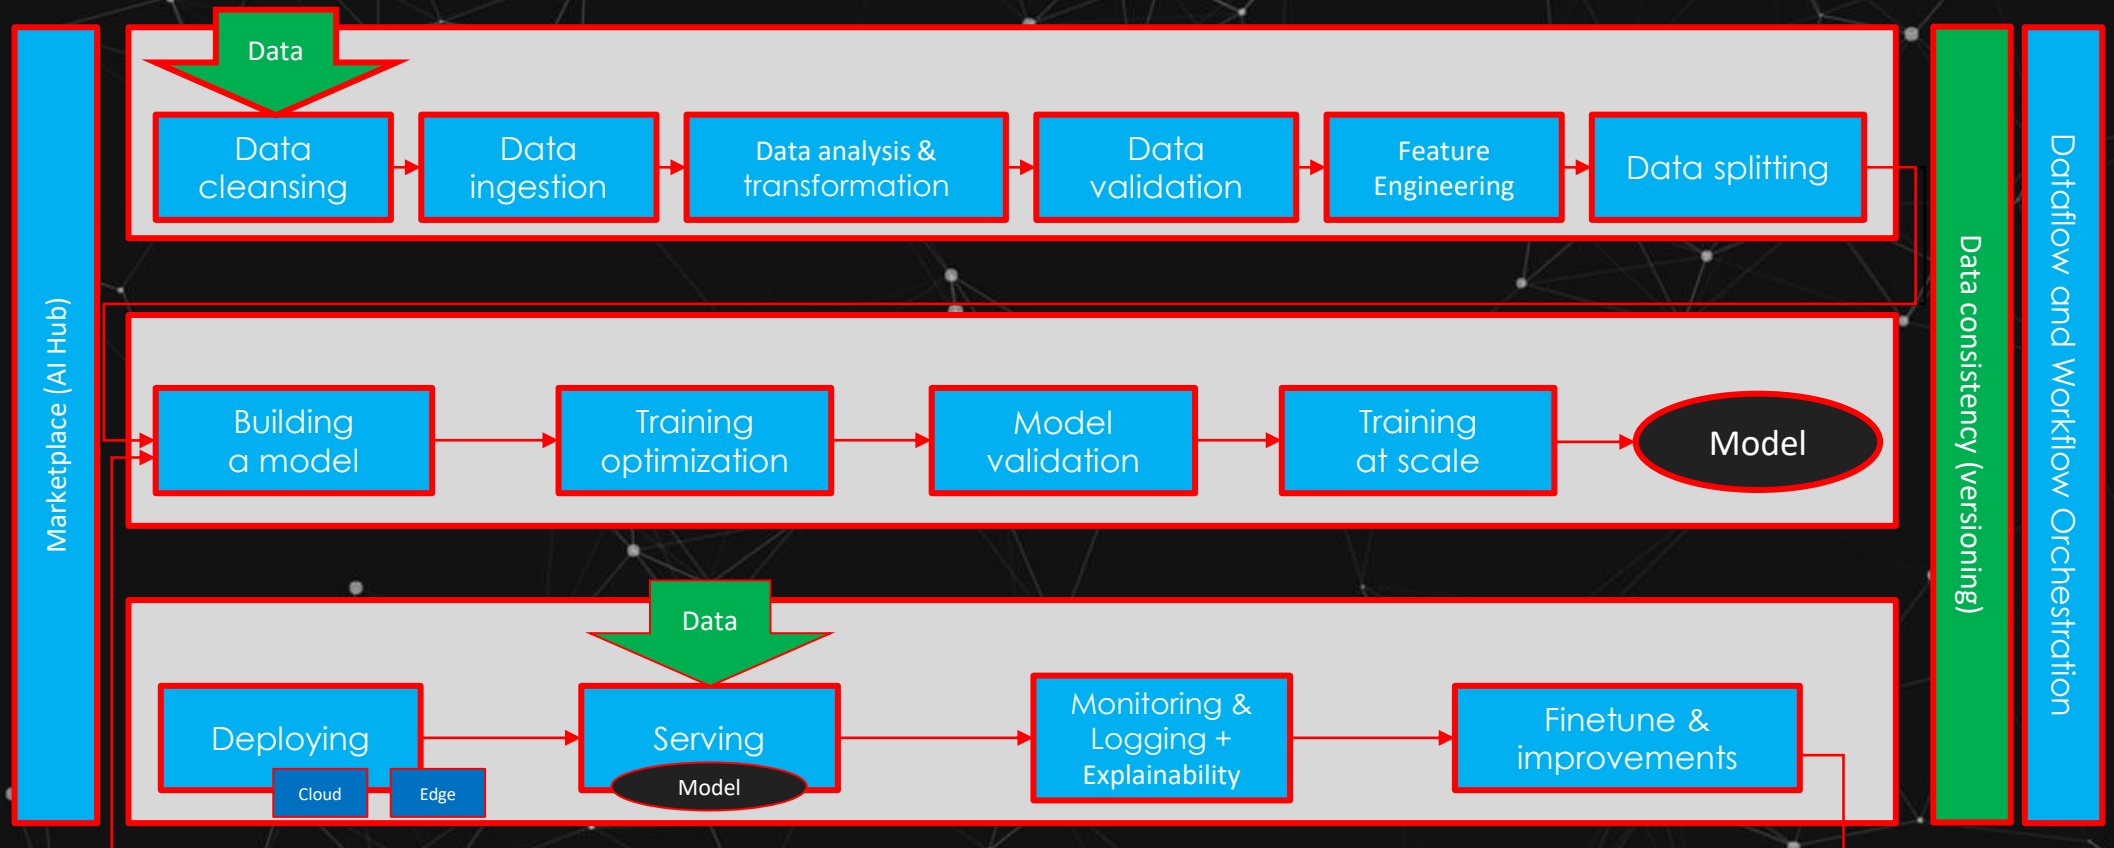 Marketplace (AI Hub)
Data
Data
cleansing
Data
ingestion
Data analysis &
transformation
Data
validation
Feature
Engineering
Data splitting
Building
a model
Training
optimization
Model
validation
Training
at scale
Model
Data
Deploying
Cloud
Edge
Serving
Model
Monitoring &
Logging +
Explainability
Finetune &
improvements
Data consistency (versioning)
Dataflow and Workflow Orchestration